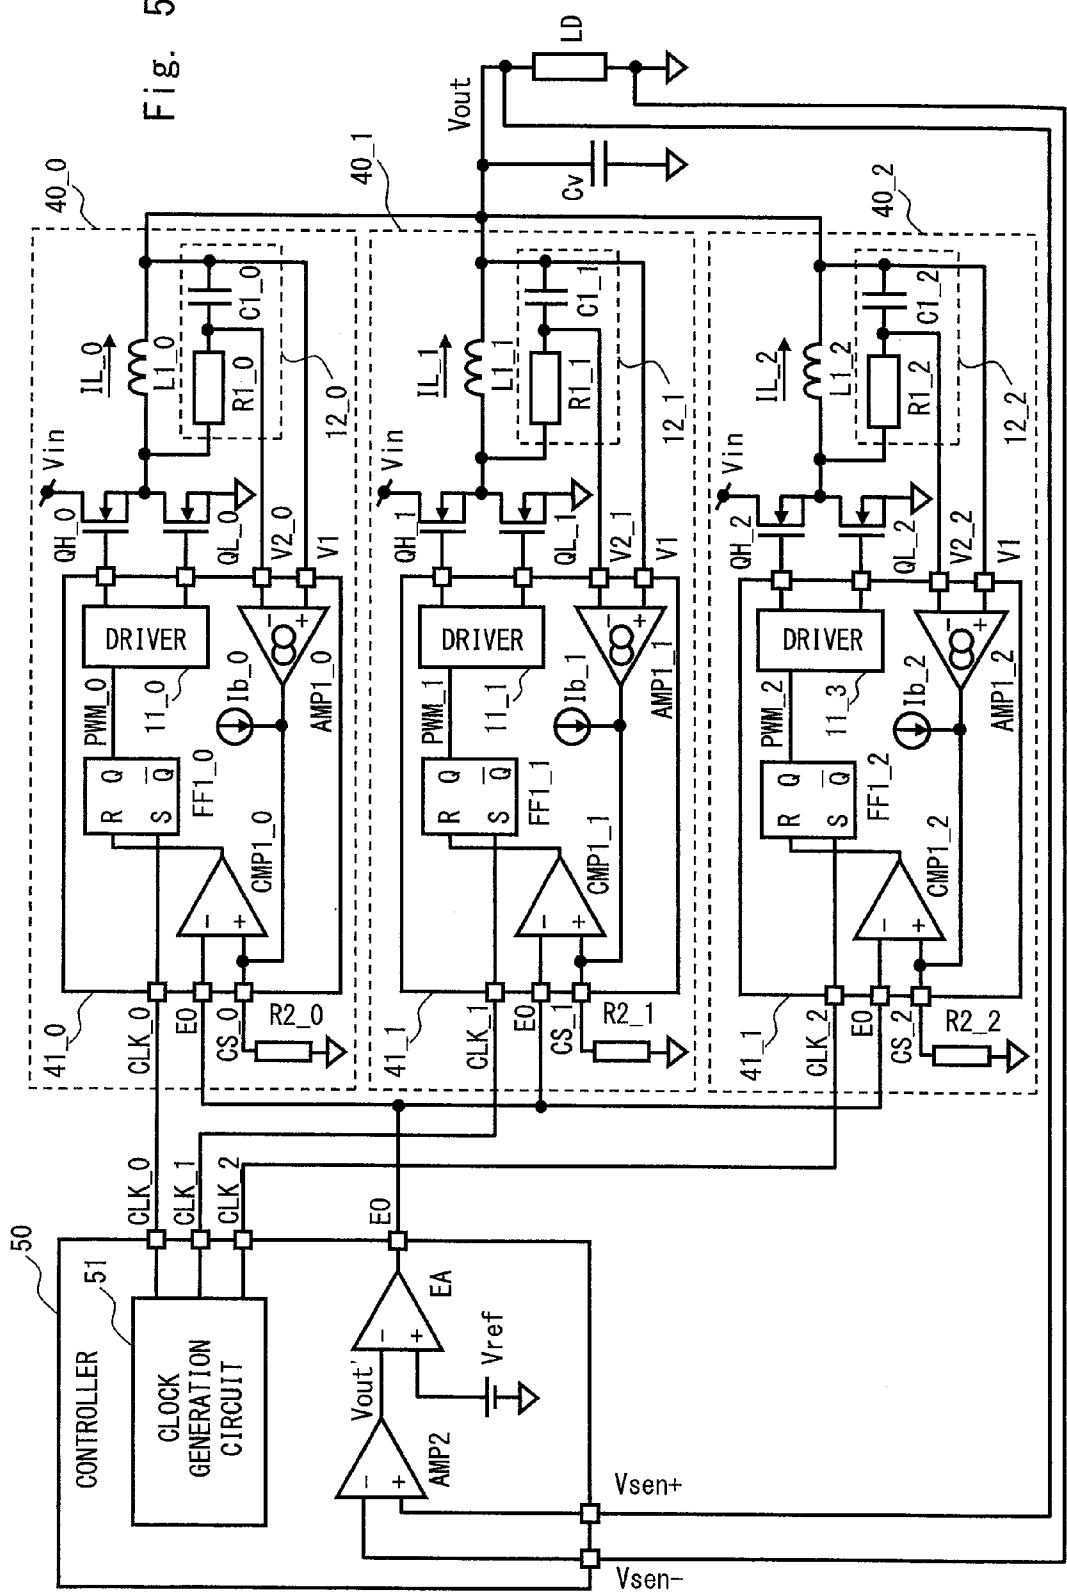 Fig. 5
50
CONTROLLER
51
CLOCK
GENERATION
CIRCUIT
CLK_0
CLK_1
CLK_2
EO
EA
Vref
Vout'
AMP2
Vsen+
Vsen-
40_0
41_0
CLK_0
EO
CS_0
R2_0
CMP1_0
R Q
S Q
FF1_0
PWM_0
DRIVER
11_0
Ib_0
AMP1_0
QH_0
Vin
QL_0
V2_0
V1
IL_0
L1_0
R1_0
C1_0
12_0
40_1
41_1
CLK_1
EO
CS_1
R2_1
CMP1_1
R Q
S Q
FF1_1
PWM_1
DRIVER
11_1
Ib_1
AMP1_1
QH_1
Vin
QL_1
V2_1
V1
IL_1
L1_1
R1_1
C1_1
12_1
40_2
41_1
CLK_2
EO
CS_2
R2_2
CMP1_2
R Q
S Q
FF1_2
PWM_2
DRIVER
11_3
Ib_2
AMP1_2
QH_2
Vin
QL_2
V2_2
V1
IL_2
L1_2
R1_2
C1_2
12_2
Vout
Cv
LD